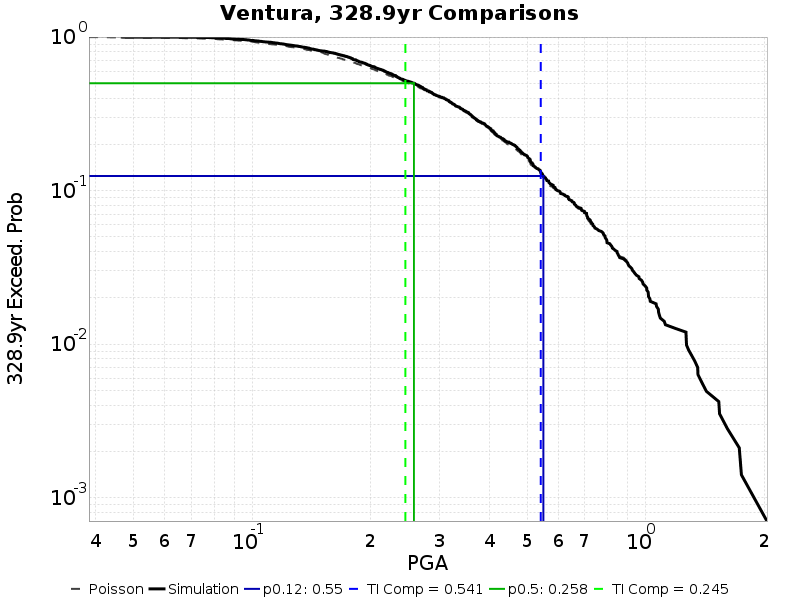 Ventura, 328.9yr Comparisons
328.9yr Exceed. Prob
10^0
10^-1
10^-2
10^-3
4 5 6 7 10^-1 2 3 4 5 6 7 10^0 2
PGA
Poisson Simulation p0.12: 0.55 TI Comp = 0.541 p0.5: 0.258 TI Comp = 0.245